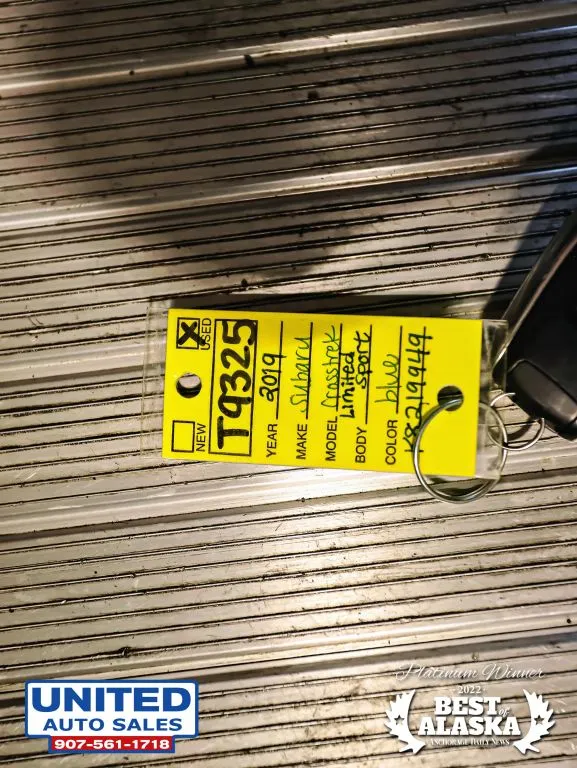 NEW
X USED
T9325
YEAR 2019
MAKE Subaru
MODEL Crosstrek
Limited
BODY sport
COLOR blue
K8219949
UNITED
AUTO SALES
907-561-1718
Platinum Winner
2022
BEST of
ALASKA
ANCHORAGE DAILY NEWS